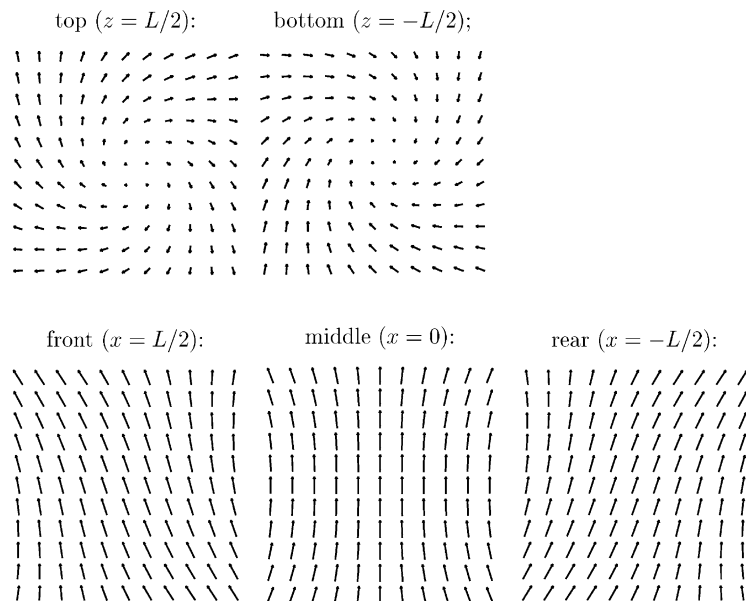 top (z = L/2):
bottom (z = −L/2);
front (x = L/2):
middle (x = 0):
rear (x = −L/2):